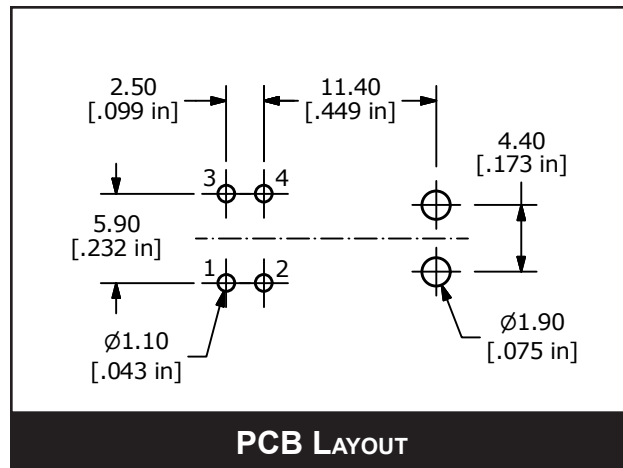 2.50
[.099 in]
11.40
[.449 in]
4.40
[.173 in]
3 4
5.90
[.232 in]
1 2
Ø1.10
[.043 in]
Ø1.90
[.075 in]
PCB LAYOUT